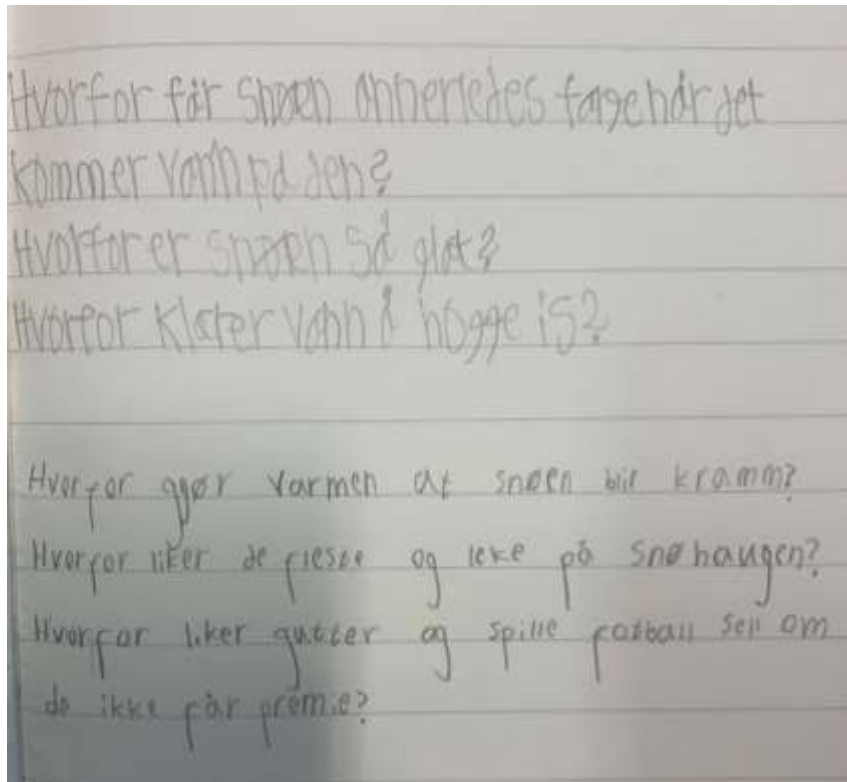 Hvorfor får snøen annerledes farge når det
kommer vann på den?
Hvorfor er snøen så glat?
Hvorfor klarer vann å hogge is?
Hvorfor gjør varmen at snøen blir kramm?
Hvorfor liker de fleste og leke på snøhaugen?
Hvorfor liker gutter og spille fotball sell om
de ikke får premie?